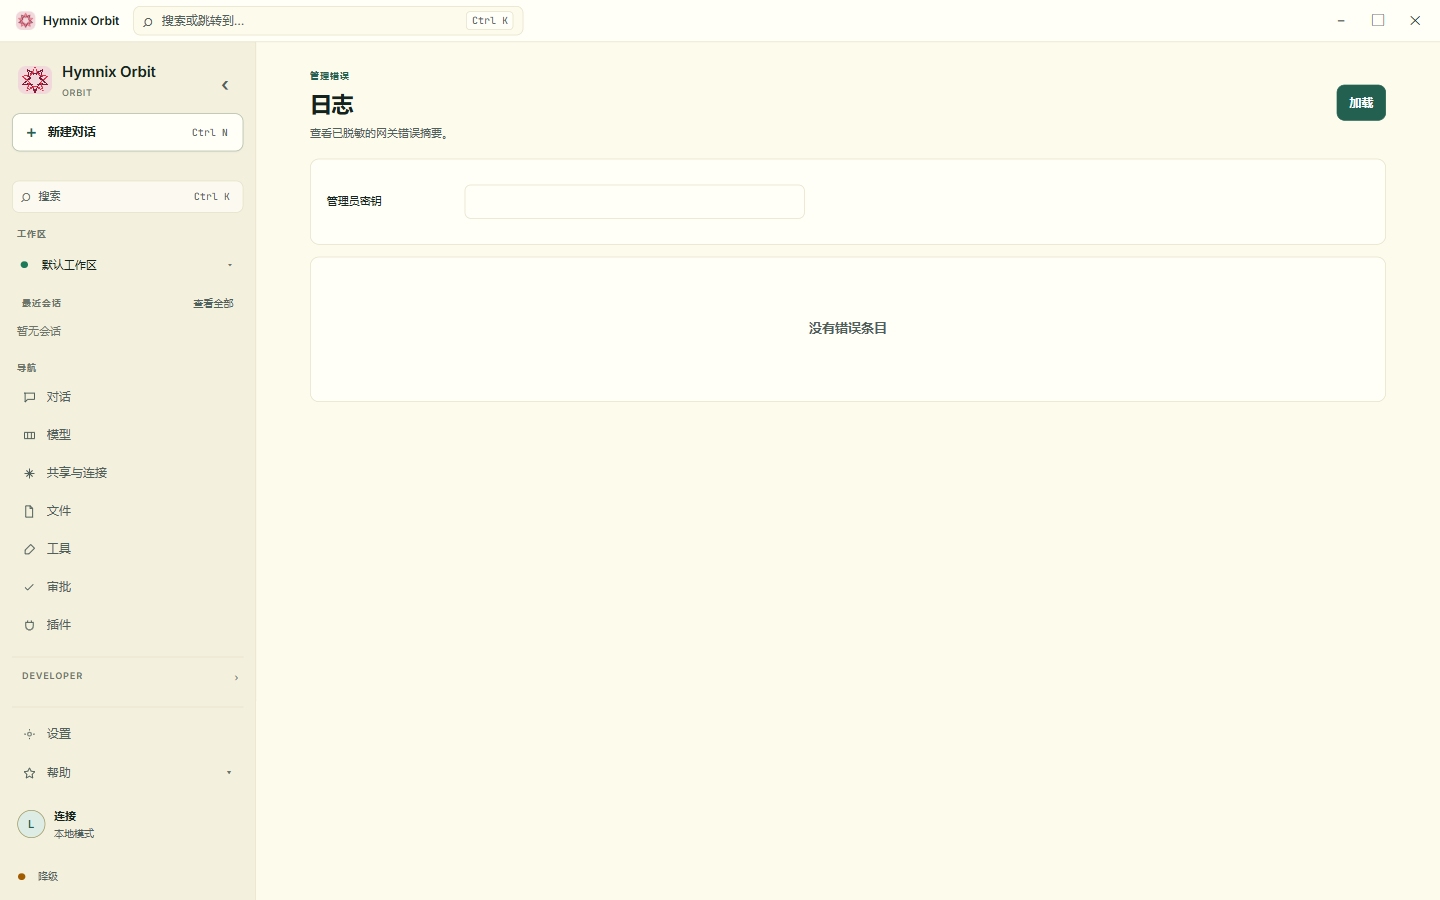 Hymnix Orbit
搜索或跳转到...
Ctrl K
Hymnix Orbit
ORBIT
新建对话
Ctrl N
搜索
Ctrl K
工作区
默认工作区
最近会话
查看全部
暂无会话
导航
对话
模型
共享与连接
文件
工具
审批
插件
DEVELOPER
设置
帮助
L
连接
本地模式
降级
管理错误
日志
查看已脱敏的网关错误摘要。
加载
管理员密钥
没有错误条目